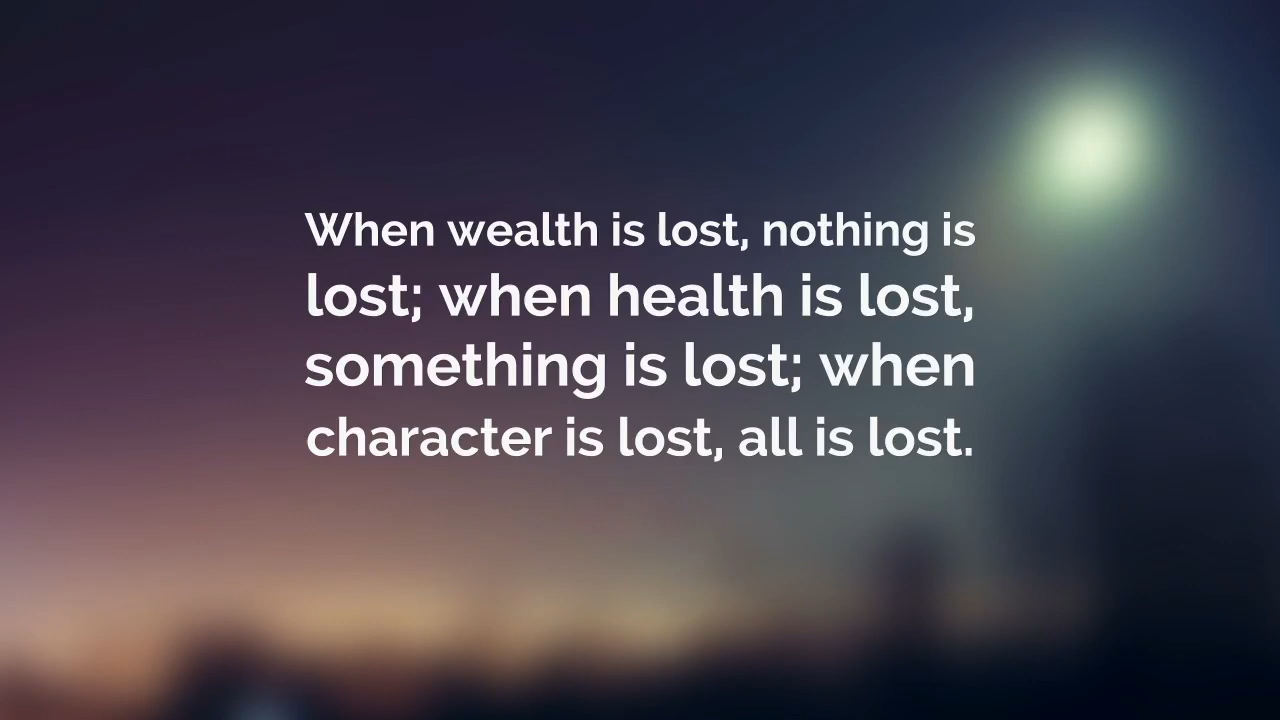 When wealth is lost, nothing is
lost; when health is lost,
something is lost; when
character is lost, all is lost.